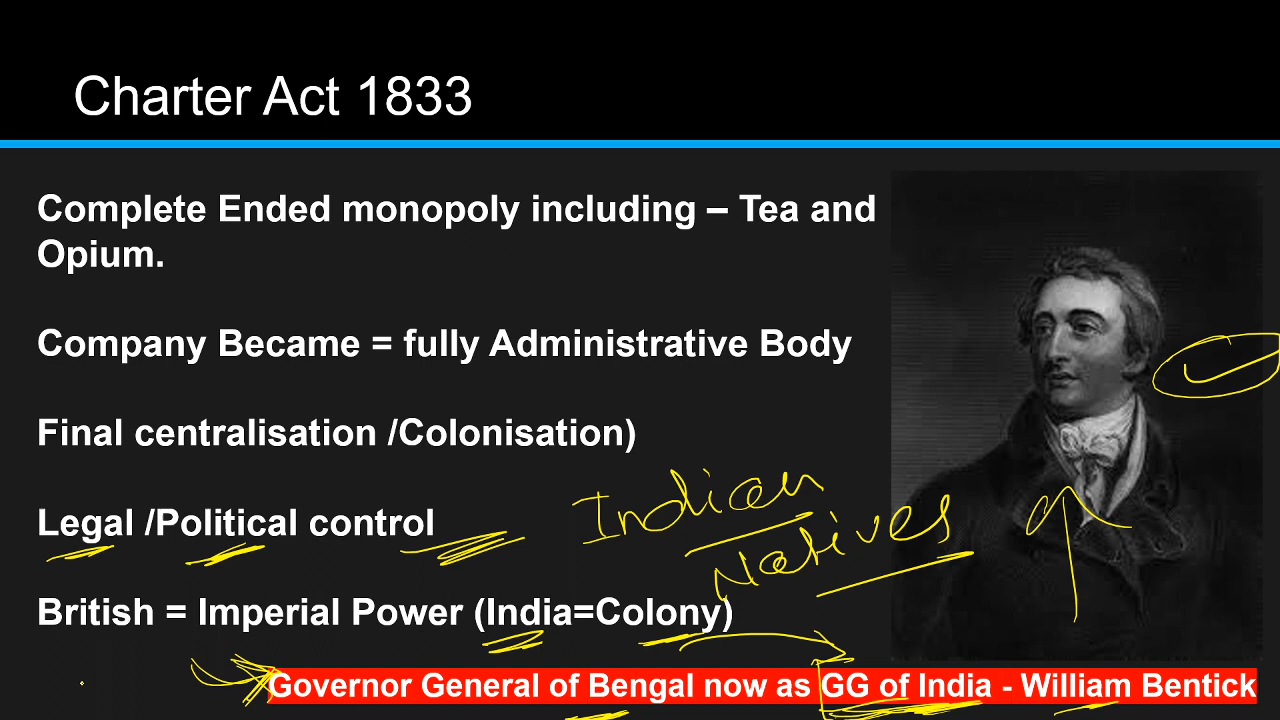 Charter Act 1833
Complete Ended monopoly including – Tea and
Opium.
Company Became = fully Administrative Body
Final centralisation /Colonisation)
Legal /Political control
Indian
Natives
British = Imperial Power (India=Colony)
Governor General of Bengal now as GG of India - William Bentick